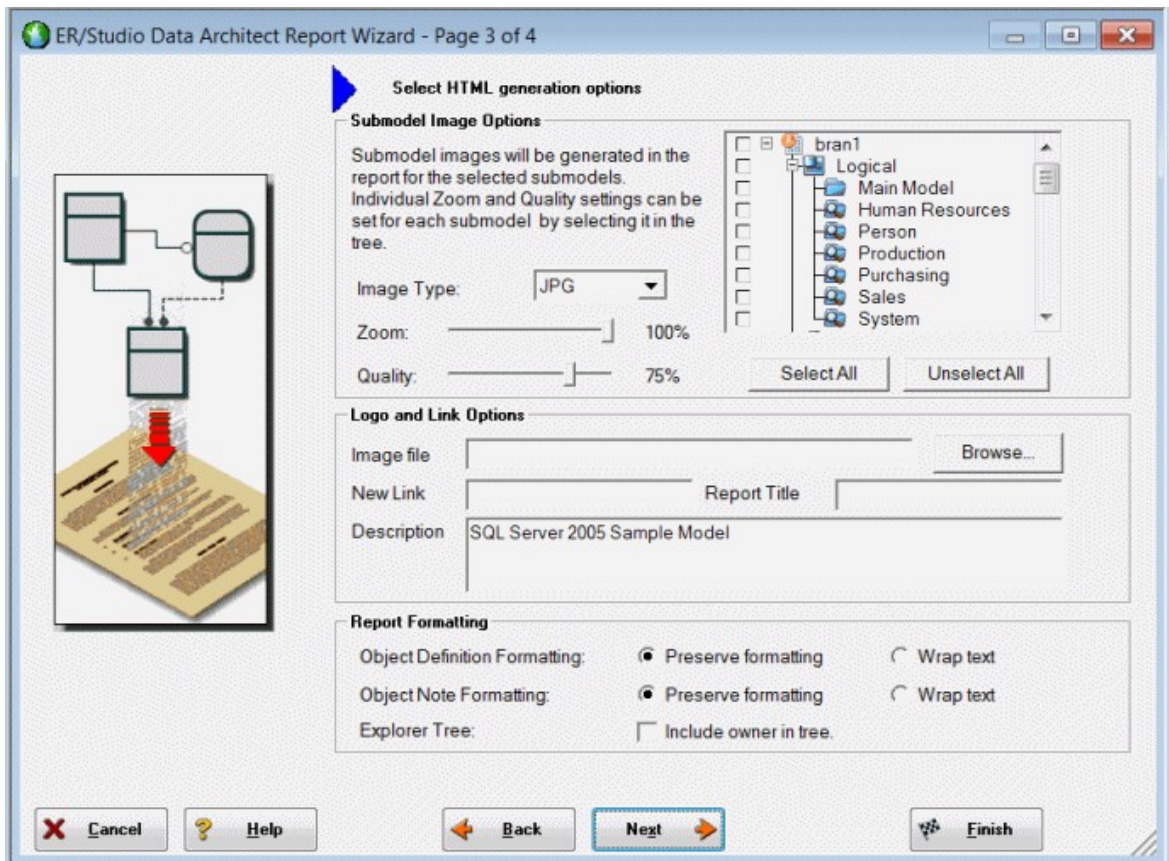 ER/Studio Data Architect Report Wizard - Page 3 of 4
Select HTML generation options
Submodel Image Options
Submodel images will be generated in the
report for the selected submodels.
Individual Zoom and Quality settings can be
set for each submodel by selecting it in the
tree.
Image Type:
JPG
Zoom:
100%
Quality:
75%
bran1
Logical
Main Model
Human Resources
Person
Production
Purchasing
Sales
System
Select All
Unselect All
Logo and Link Options
Image file
Browse...
New Link
Report Title
Description
SQL Server 2005 Sample Model
Report Formatting
Object Definition Formatting:
Preserve formatting
Wrap text
Object Note Formatting:
Preserve formatting
Wrap text
Explorer Tree:
Include owner in tree.
Cancel
Help
Back
Next
Finish